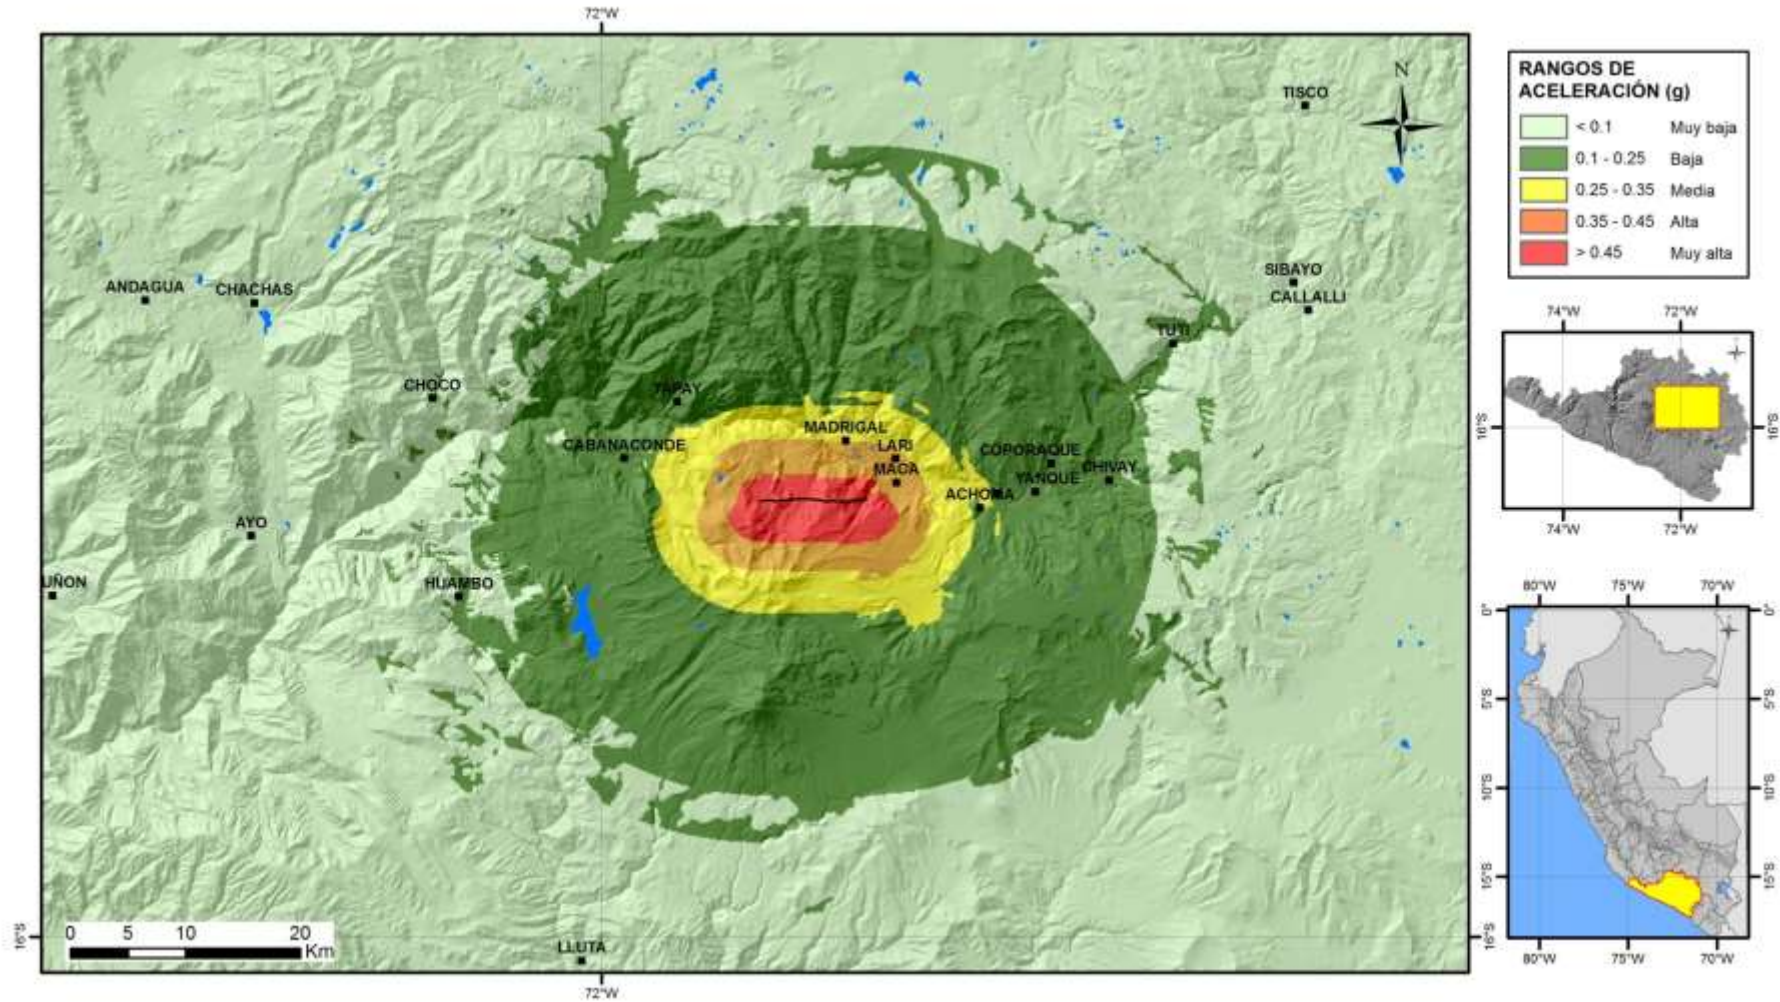 72°W
N
TISCO
SIBAYO
CALLALLI
ANDAGUA
CHACHAS
TUTI
CHOCO
TAPAY
MADRIGAL
CABANACONDE
LARI
COPORAQUE
MACA
CHIVAY
YANQUE
ACHOMA
AYO
UÑON
HUAMBO
LLUTA
0 5 10 20
Km
16°S
16°S
72°W
RANGOS DE
ACELERACIÓN (g)
< 0.1 Muy baja
0.1 - 0.25 Baja
0.25 - 0.35 Media
0.35 - 0.45 Alta
> 0.45 Muy alta
74°W 72°W
16°S
16°S
74°W 72°W
80°W 75°W 70°W
0°
0°
5°S
5°S
10°S
10°S
15°S
15°S
80°W 75°W 70°W